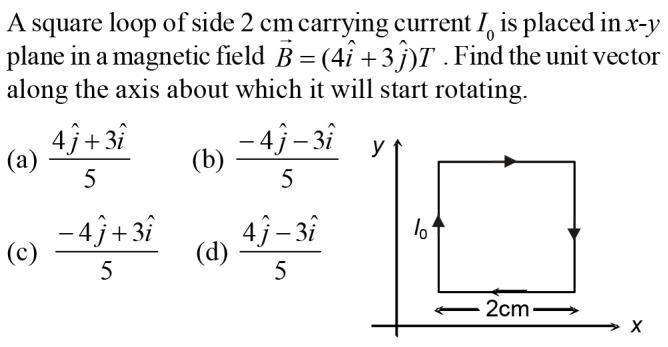 A square loop of side 2 cm carrying current I₀ is placed in x-y
plane in a magnetic field B⃗ = (4î + 3ĵ)T . Find the unit vector
along the axis about which it will start rotating.
(a) (4ĵ + 3î)/5 (b) (−4ĵ − 3î)/5
(c) (−4ĵ + 3î)/5 (d) (4ĵ − 3î)/5
y
I₀
2cm
x